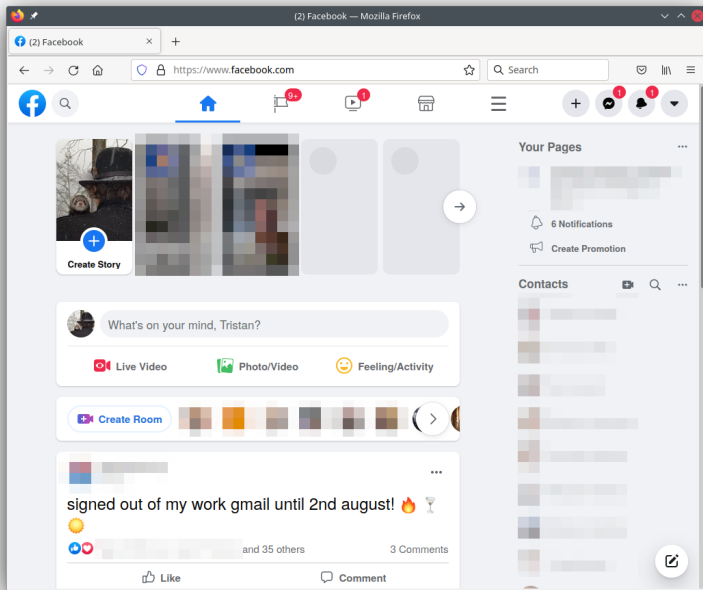 (2) Facebook — Mozilla Firefox
(2) Facebook
https://www.facebook.com
Search
9+
1
1
1
Create Story
What's on your mind, Tristan?
Live Video
Photo/Video
Feeling/Activity
Create Room
signed out of my work gmail until 2nd august! 🔥 🍸
🌞
and 35 others
3 Comments
Like
Comment
Your Pages
6 Notifications
Create Promotion
Contacts